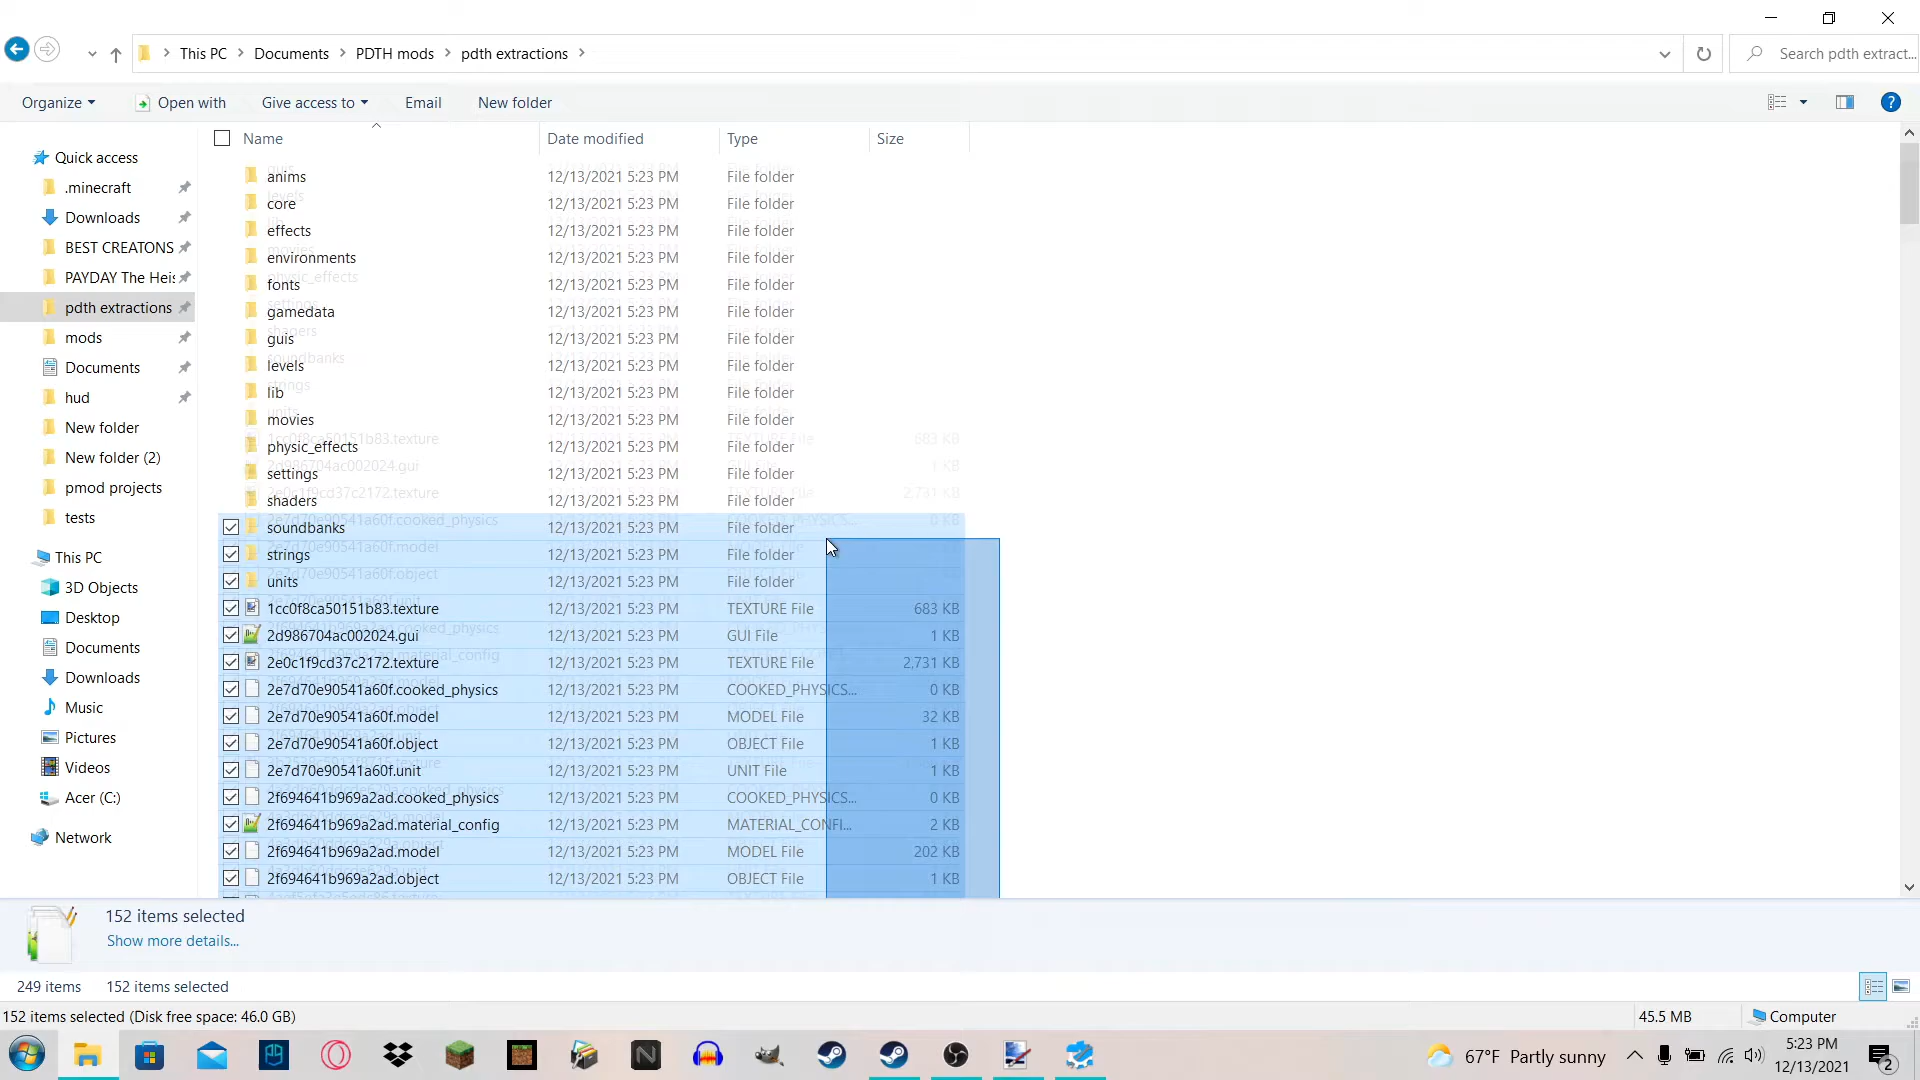 This PC > Documents > PDTH mods > pdth extractions >
Search pdth extract...
Organize Open with Give access to Email New folder
Name Date modified Type Size
Quick access
.minecraft
Downloads
BEST CREATONS
PAYDAY The Heis
pdth extractions
mods
Documents
hud
New folder
New folder (2)
pmod projects
tests
This PC
3D Objects
Desktop
Documents
Downloads
Music
Pictures
Videos
Acer (C:)
Network
anims 12/13/2021 5:23 PM File folder
core 12/13/2021 5:23 PM File folder
effects 12/13/2021 5:23 PM File folder
environments 12/13/2021 5:23 PM File folder
fonts 12/13/2021 5:23 PM File folder
gamedata 12/13/2021 5:23 PM File folder
guis 12/13/2021 5:23 PM File folder
levels 12/13/2021 5:23 PM File folder
lib 12/13/2021 5:23 PM File folder
movies 12/13/2021 5:23 PM File folder
physic_effects 12/13/2021 5:23 PM File folder
settings 12/13/2021 5:23 PM File folder
shaders 12/13/2021 5:23 PM File folder
soundbanks 12/13/2021 5:23 PM File folder
strings 12/13/2021 5:23 PM File folder
units 12/13/2021 5:23 PM File folder
1cc0f8ca50151b83.texture 12/13/2021 5:23 PM TEXTURE File 683 KB
2d986704ac002024.gui 12/13/2021 5:23 PM GUI File 1 KB
2e0c1f9cd37c2172.texture 12/13/2021 5:23 PM TEXTURE File 2,731 KB
2e7d70e90541a60f.cooked_physics 12/13/2021 5:23 PM COOKED_PHYSICS... 0 KB
2e7d70e90541a60f.model 12/13/2021 5:23 PM MODEL File 32 KB
2e7d70e90541a60f.object 12/13/2021 5:23 PM OBJECT File 1 KB
2e7d70e90541a60f.unit 12/13/2021 5:23 PM UNIT File 1 KB
2f694641b969a2ad.cooked_physics 12/13/2021 5:23 PM COOKED_PHYSICS... 0 KB
2f694641b969a2ad.material_config 12/13/2021 5:23 PM MATERIAL_CONFI... 2 KB
2f694641b969a2ad.model 12/13/2021 5:23 PM MODEL File 202 KB
2f694641b969a2ad.object 12/13/2021 5:23 PM OBJECT File 1 KB
152 items selected
Show more details...
249 items 152 items selected
152 items selected (Disk free space: 46.0 GB) 45.5 MB Computer
67°F Partly sunny
5:23 PM
12/13/2021
2